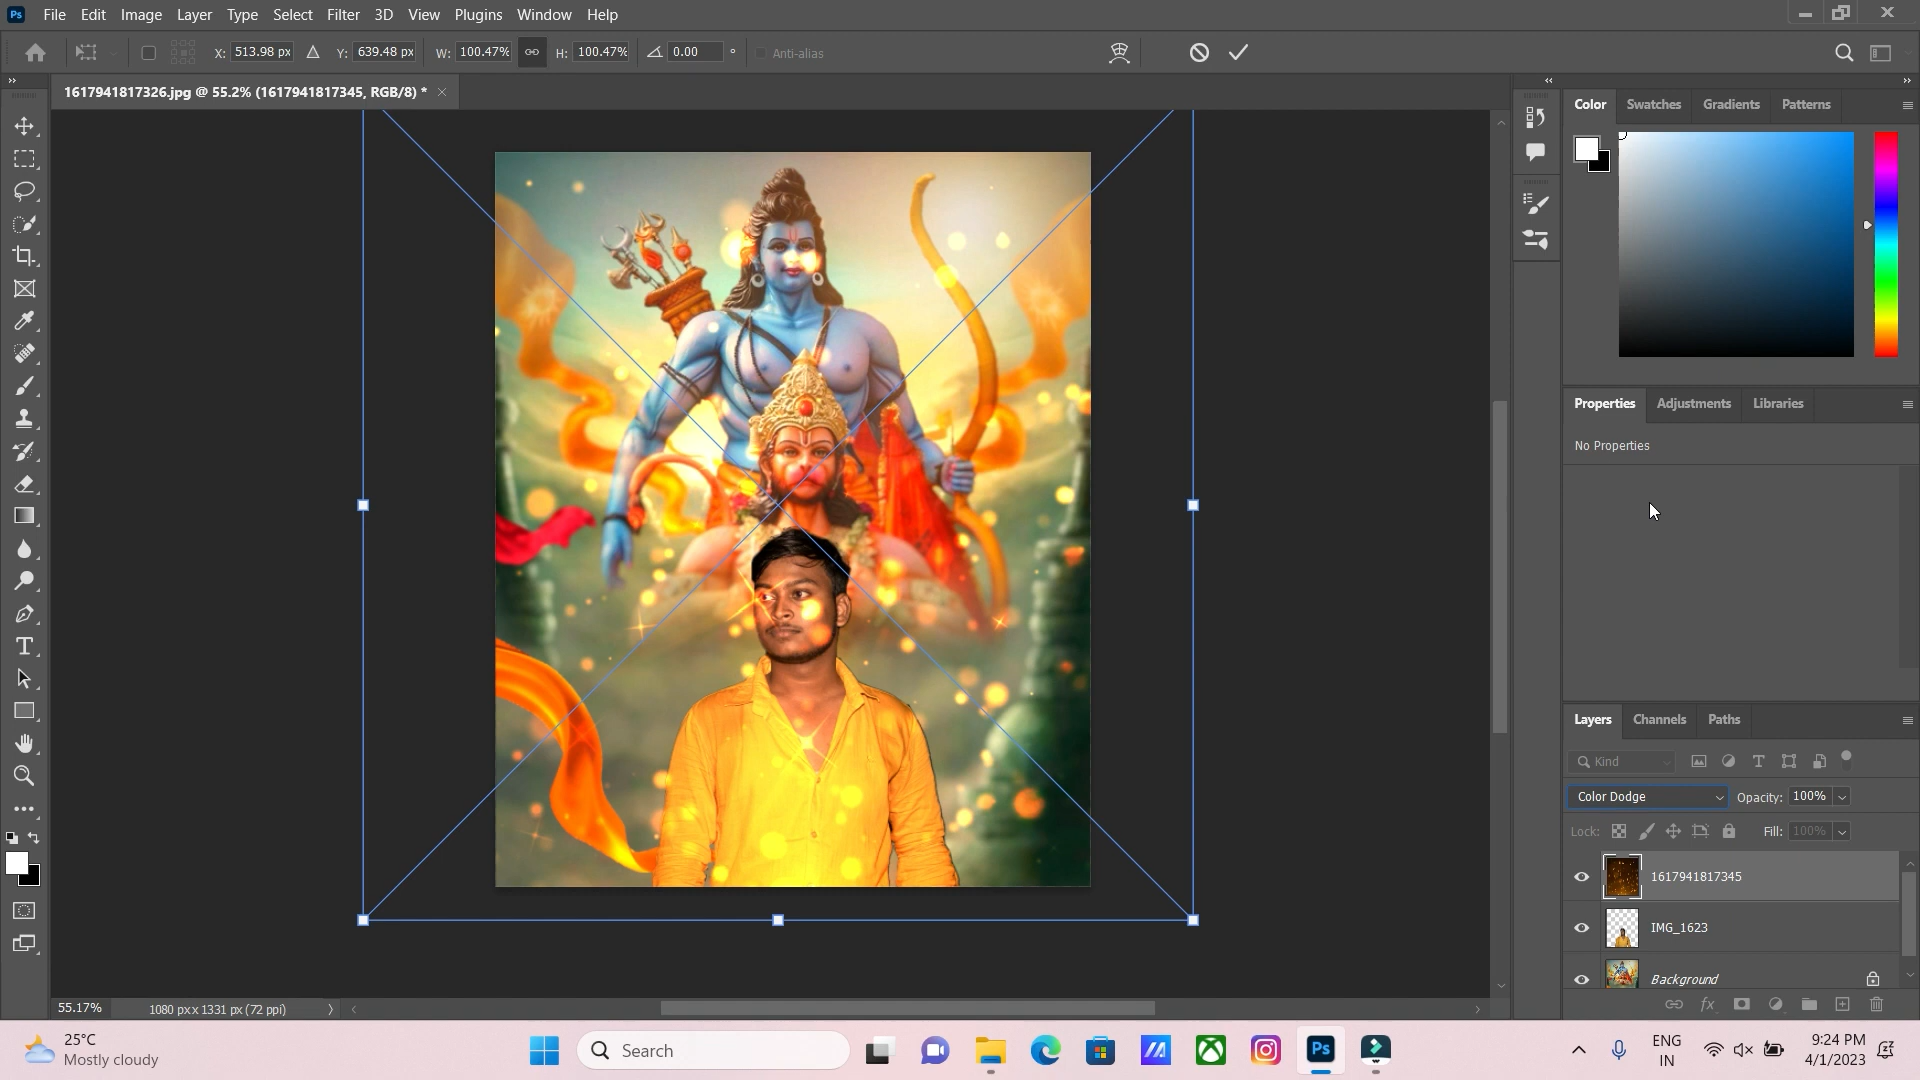 Ps File Edit Image Layer Type Select Filter 3D View Plugins Window Help
X: 513.98 px Y: 639.48 px W: 100.47% H: 100.47% 0.00 ° Anti-alias
1617941817326.jpg @ 55.2% (1617941817345, RGB/8) * ×
Color Swatches Gradients Patterns
Properties Adjustments Libraries
No Properties
Layers Channels Paths
Kind
Color Dodge Opacity: 100%
Lock: Fill: 100%
1617941817345
IMG_1623
Background
fx
55.17% 1080 px x 1331 px (72 ppi)
25°C
Mostly cloudy
Search
Ps
ENG
IN
9:24 PM
4/1/2023